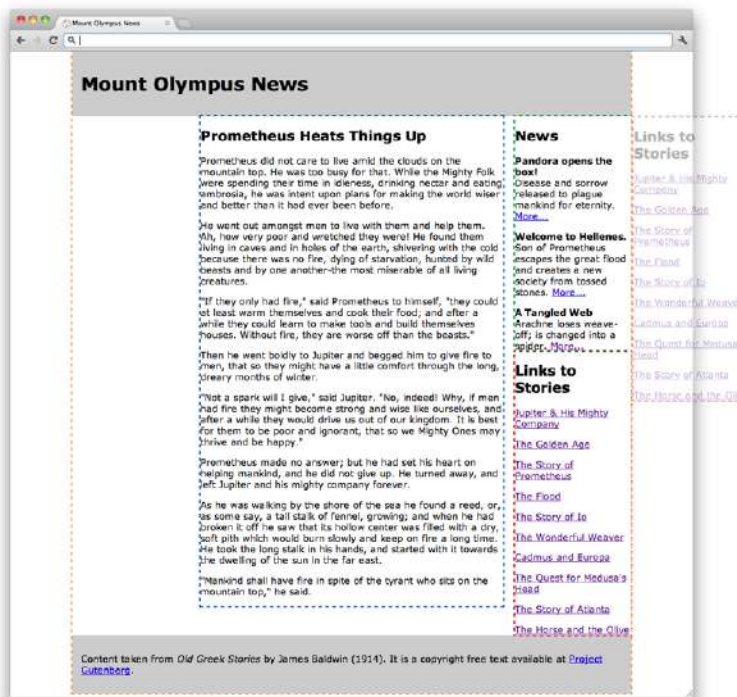 Mount Olympus News
Mount Olympus News
Prometheus Heats Things Up
Prometheus did not care to live amid the clouds on the
mountain top. He was too busy for that. While the Mighty Folk
were spending their time in idleness, drinking nectar and eating
ambrosia, he was intent upon plans for making the world wiser
and better than it had ever been before.
He went out amongst men to live with them and help them.
Ah, how very poor and wretched they were! He found them
living in caves and in holes of the earth, shivering with the cold
because there was no fire, dying of starvation, hunted by wild
beasts and by one another-the most miserable of all living
creatures.
"If they only had fire," said Prometheus to himself, "they could
at least warm themselves and cook their food; and after a
while they could learn to make tools and build themselves
houses. Without fire, they are worse off than the beasts."
Then he went boldly to Jupiter and begged him to give fire to
men, that so they might have a little comfort through the long,
dreary months of winter.
"Not a spark will I give," said Jupiter. "No, indeed! Why, if men
had fire they might become strong and wise like ourselves, and
after a while they would drive us out of our kingdom. It is best
for them to be poor and ignorant, that so we Mighty Ones may
thrive and be happy."
Prometheus made no answer; but he had set his heart on
helping mankind, and he did not give up. He turned away, and
left Jupiter and his mighty company forever.
As he was walking by the shore of the sea he found a reed, or,
as some say, a tall stalk of fennel, growing; and when he had
broken it off he saw that its hollow center was filled with a dry,
soft pith which would burn slowly and keep on fire a long time.
He took the long stalk in his hands, and started with it towards
the dwelling of the sun in the far east.
"Mankind shall have fire in spite of the tyrant who sits on the
mountain top," he said.
News
Pandora opens the
box!
Disease and sorrow
released to plague
mankind for eternity.
More...
Welcome to Hellenes.
Son of Prometheus
escapes the great flood
and creates a new
society from tossed
stones. More...
A Tangled Web
Arachne loses weave-
off; is changed into a
spider. More...
Links to
Stories
Jupiter & His Mighty
Company
The Golden Age
The Story of
Prometheus
The Flood
The Story of Io
The Wonderful Weaver
Cadmus and Europa
The Quest for Medusa's
Head
The Story of Atlanta
The Horse and the Olive
Links to
Stories
Jupiter & His Mighty
Company
The Golden Age
The Story of
Prometheus
The Flood
The Story of Io
The Wonderful Weave
Cadmus and Europa
The Quest for Medusa
Head
The Story of Atlanta
The Horse and the Oli
Content taken from Old Greek Stories by James Baldwin (1914). It is a copyright free text available at Project
Gutenberg.